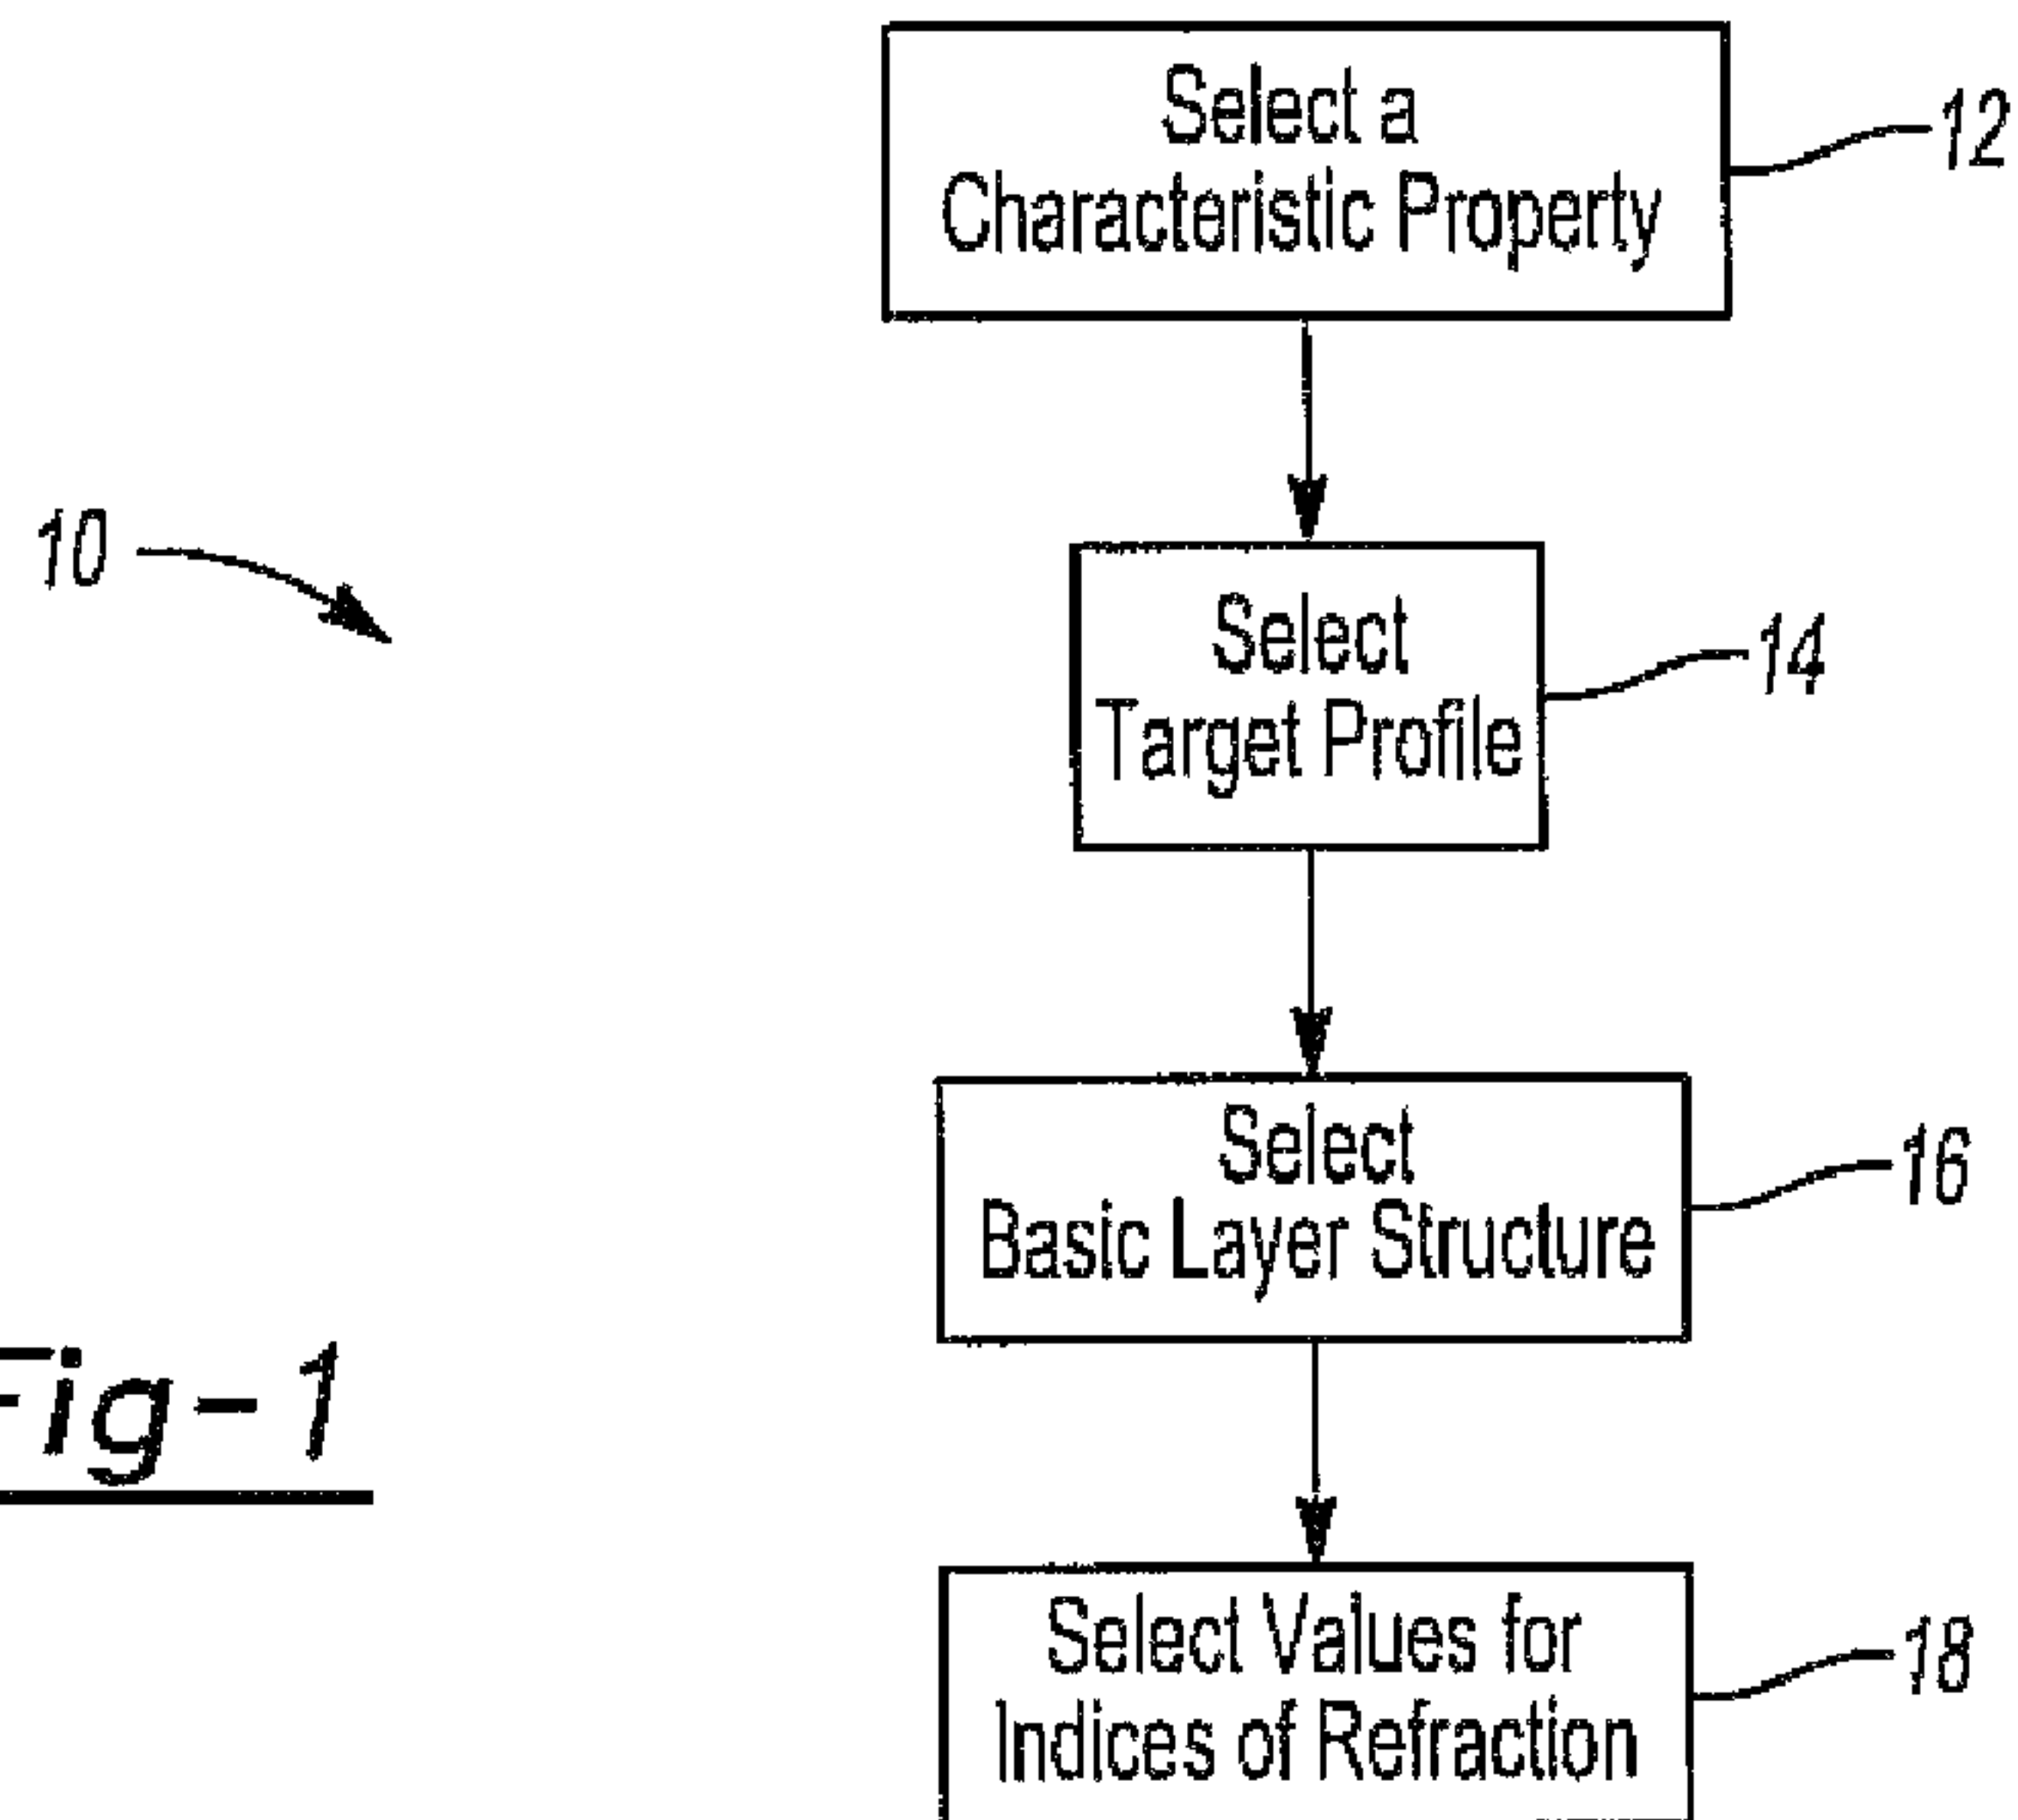 Select a
Characteristic Property
12
10
Select
Target Profile
14
Select
Basic Layer Structure
16
Fig-1
Select Values for
Indices of Refraction
18